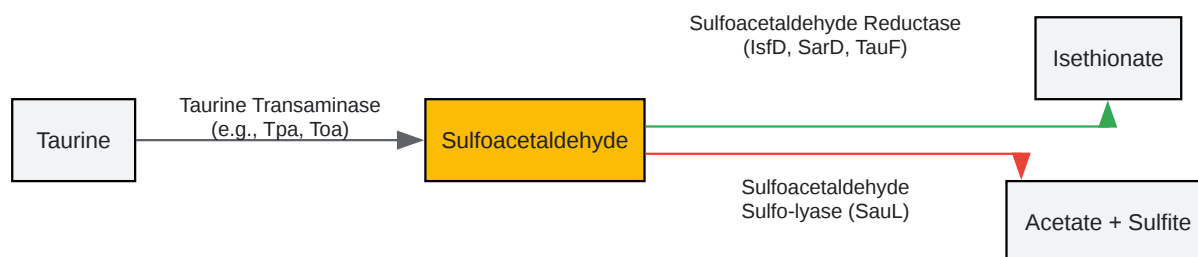 Sulfoacetaldehyde Reductase
(IsfD, SarD, TauF)
Isethionate
Taurine Transaminase
(e.g., Tpa, Toa)
Taurine
Sulfoacetaldehyde
Sulfoacetaldehyde
Sulfo-lyase (SauL)
Acetate + Sulfite